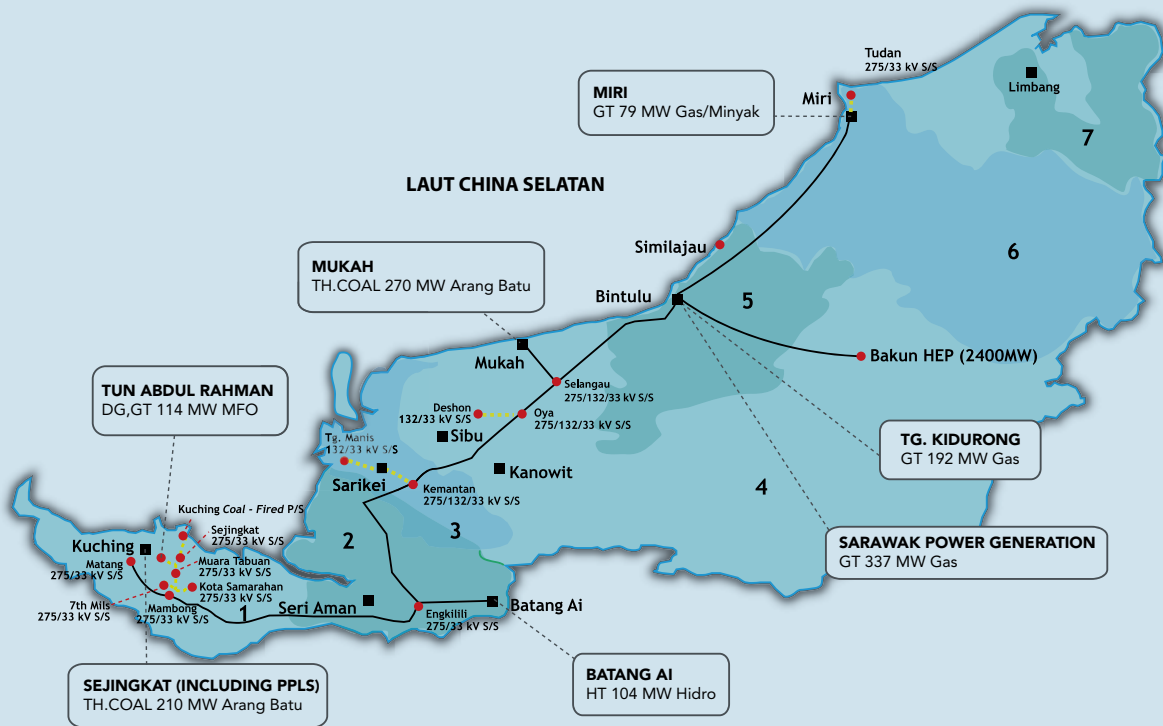 Tudan
275/33 kV S/S
Limbang
MIRI
GT 79 MW Gas/Minyak
Miri
7
LAUT CHINA SELATAN
Similajau
6
MUKAH
TH.COAL 270 MW Arang Batu
Bintulu
5
Mukah
Bakun HEP (2400MW)
TUN ABDUL RAHMAN
DG,GT 114 MW MFO
Selangau
275/132/33 kV S/S
Deshon
132/33 kV S/S
Oya
275/132/33 kV S/S
Sibu
TG. KIDURONG
GT 192 MW Gas
Tg. Manis
132/33 kV S/S
Sarikei
Kanowit
Kemantan
275/132/33 kV S/S
4
Kuching Coal - Fired P/S
Sejingkat
275/33 kV S/S
2
3
SARAWAK POWER GENERATION
GT 337 MW Gas
Kuching
Matang
275/33 kV S/S
Muara Tabuan
275/33 kV S/S
Kota Samarahan
275/33 kV S/S
7th Mils
275/33 kV S/S
Mambong
275/33 kV S/S
1
Seri Aman
Engkilili
275/33 kV S/S
Batang Ai
SEJINGKAT (INCLUDING PPLS)
TH.COAL 210 MW Arang Batu
BATANG AI
HT 104 MW Hidro